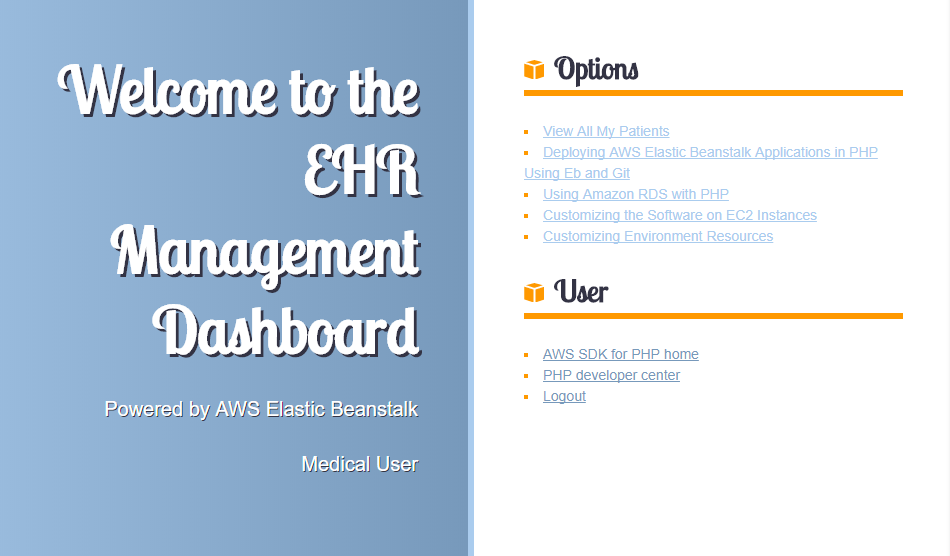 Welcome to the
EHR
Management
Dashboard
Powered by AWS Elastic Beanstalk
Medical User
Options
View All My Patients
Deploying AWS Elastic Beanstalk Applications in PHP
Using Eb and Git
Using Amazon RDS with PHP
Customizing the Software on EC2 Instances
Customizing Environment Resources
User
AWS SDK for PHP home
PHP developer center
Logout